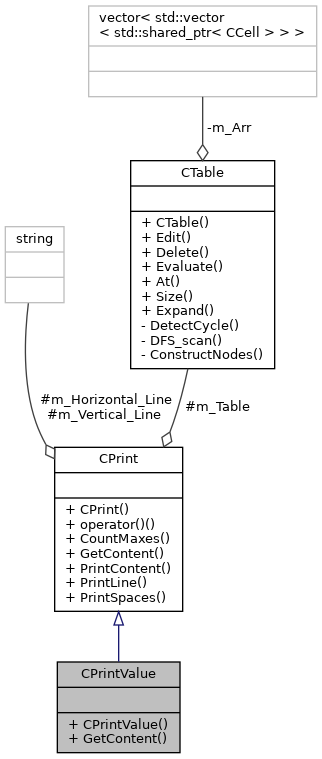 vector< std::vector
< std::shared_ptr< CCell > > >
-m_Arr
CTable
+ CTable()
+ Edit()
+ Delete()
+ Evaluate()
+ At()
+ Size()
+ Expand()
- DetectCycle()
- DFS_scan()
- ConstructNodes()
string
#m_Horizontal_Line
#m_Vertical_Line
#m_Table
CPrint
+ CPrint()
+ operator()()
+ CountMaxes()
+ GetContent()
+ PrintContent()
+ PrintLine()
+ PrintSpaces()
CPrintValue
+ CPrintValue()
+ GetContent()